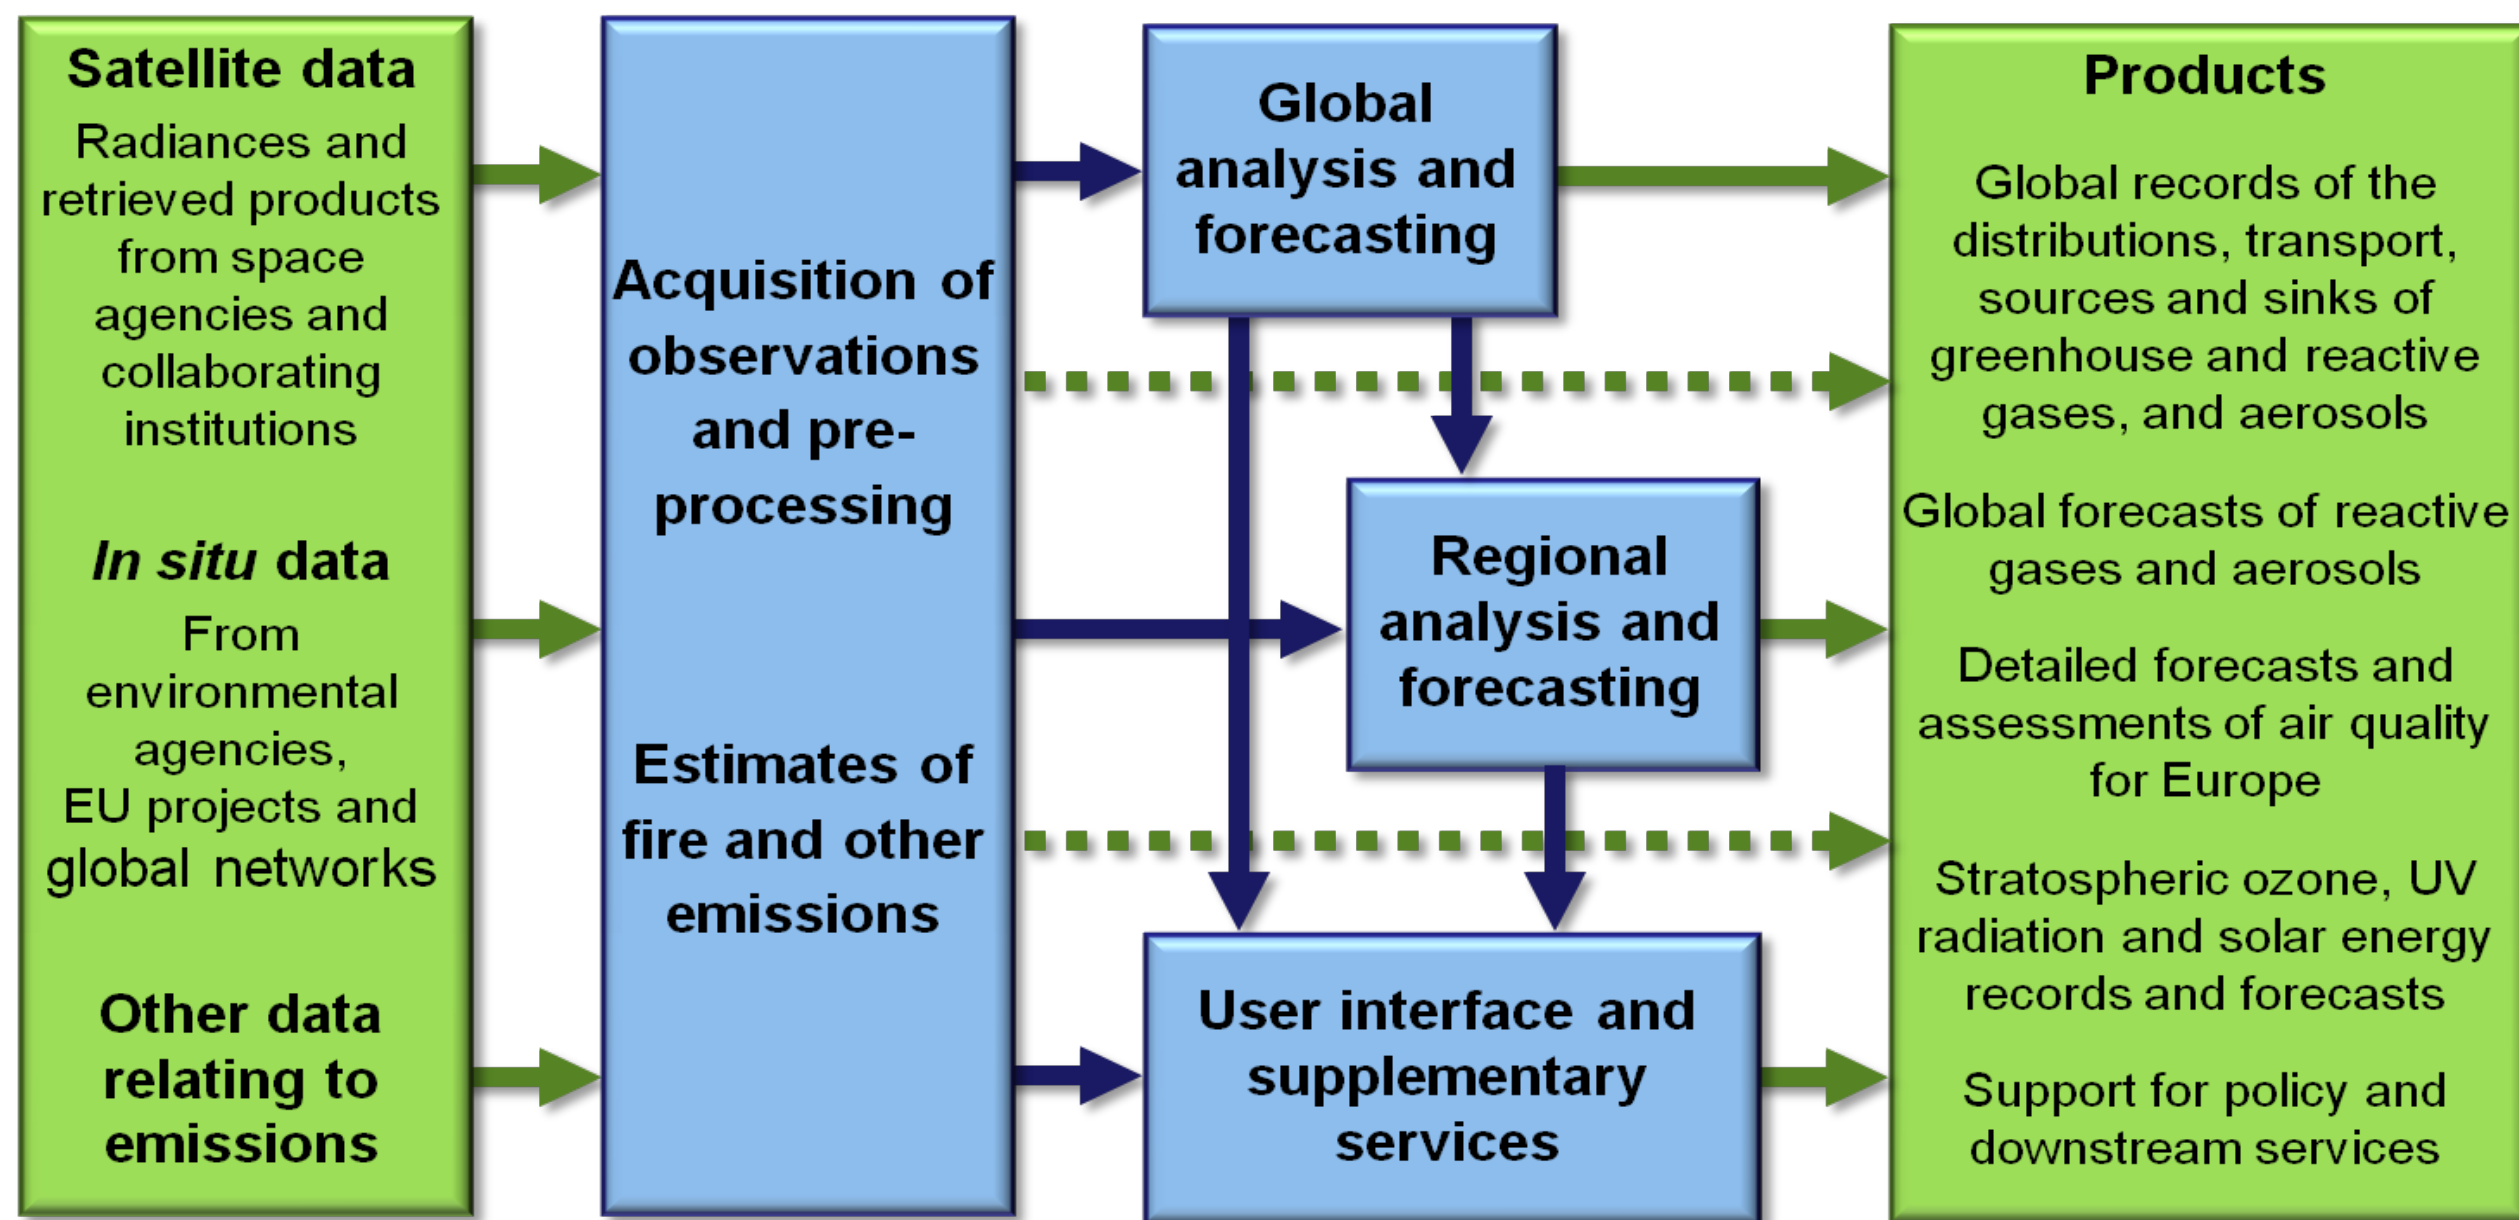 Satellite data
Radiances and
retrieved products
from space
agencies and
collaborating
institutions
In situ data
From
environmental
agencies,
EU projects and
global networks
Other data
relating to
emissions
Acquisition of
observations
and pre-
processing
Estimates of
fire and other
emissions
Global
analysis and
forecasting
Regional
analysis and
forecasting
User interface and
supplementary
services
Products
Global records of the
distributions, transport,
sources and sinks of
greenhouse and reactive
gases, and aerosols
Global forecasts of reactive
gases and aerosols
Detailed forecasts and
assessments of air quality
for Europe
Stratospheric ozone, UV
radiation and solar energy
records and forecasts
Support for policy and
downstream services